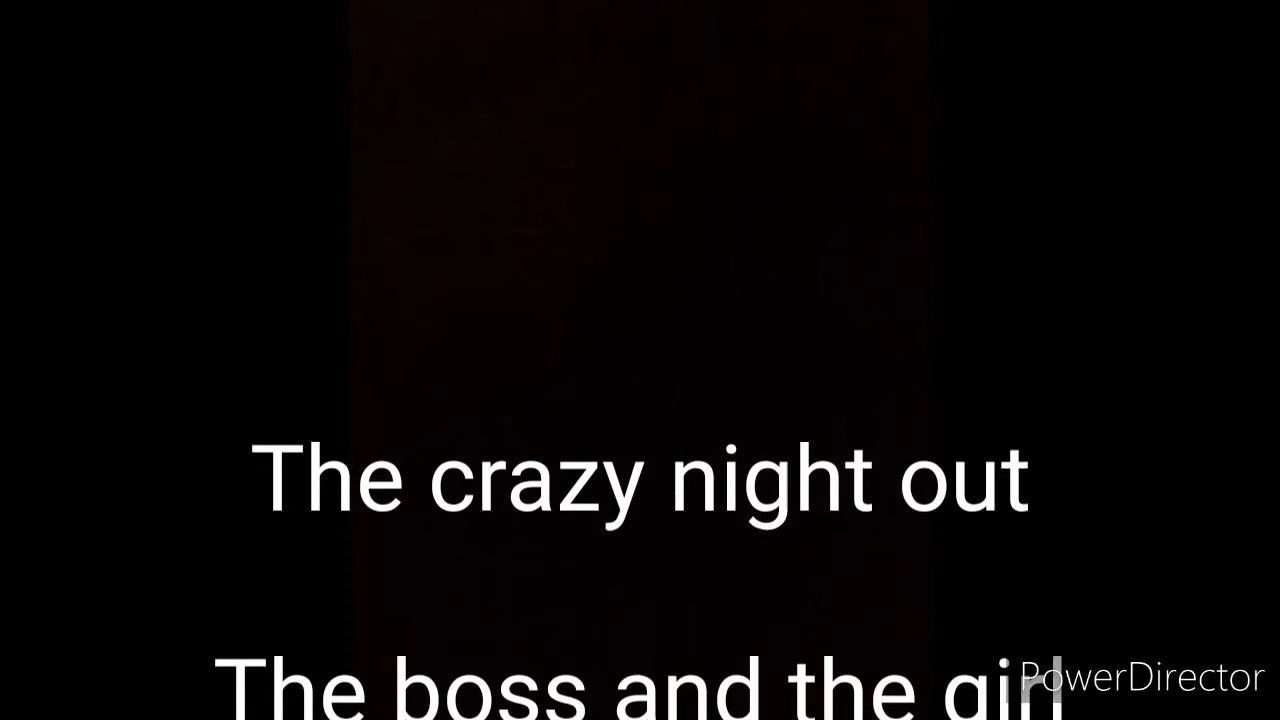 The crazy night out
The boss and the girl
PowerDirector